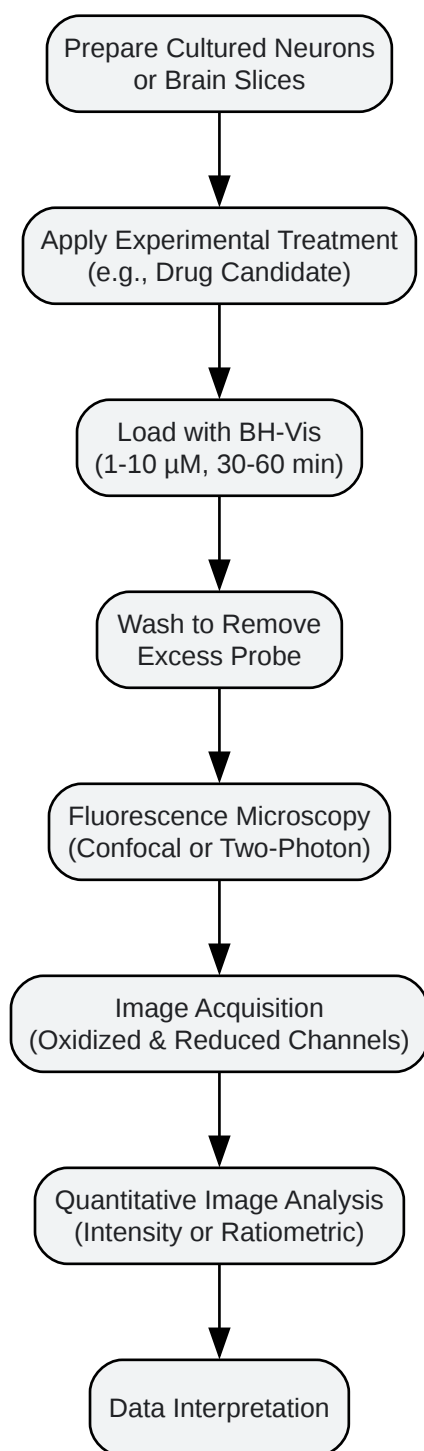 Prepare Cultured Neurons
or Brain Slices
Apply Experimental Treatment
(e.g., Drug Candidate)
Load with BH-Vis
(1-10 µM, 30-60 min)
Wash to Remove
Excess Probe
Fluorescence Microscopy
(Confocal or Two-Photon)
Image Acquisition
(Oxidized & Reduced Channels)
Quantitative Image Analysis
(Intensity or Ratiometric)
Data Interpretation